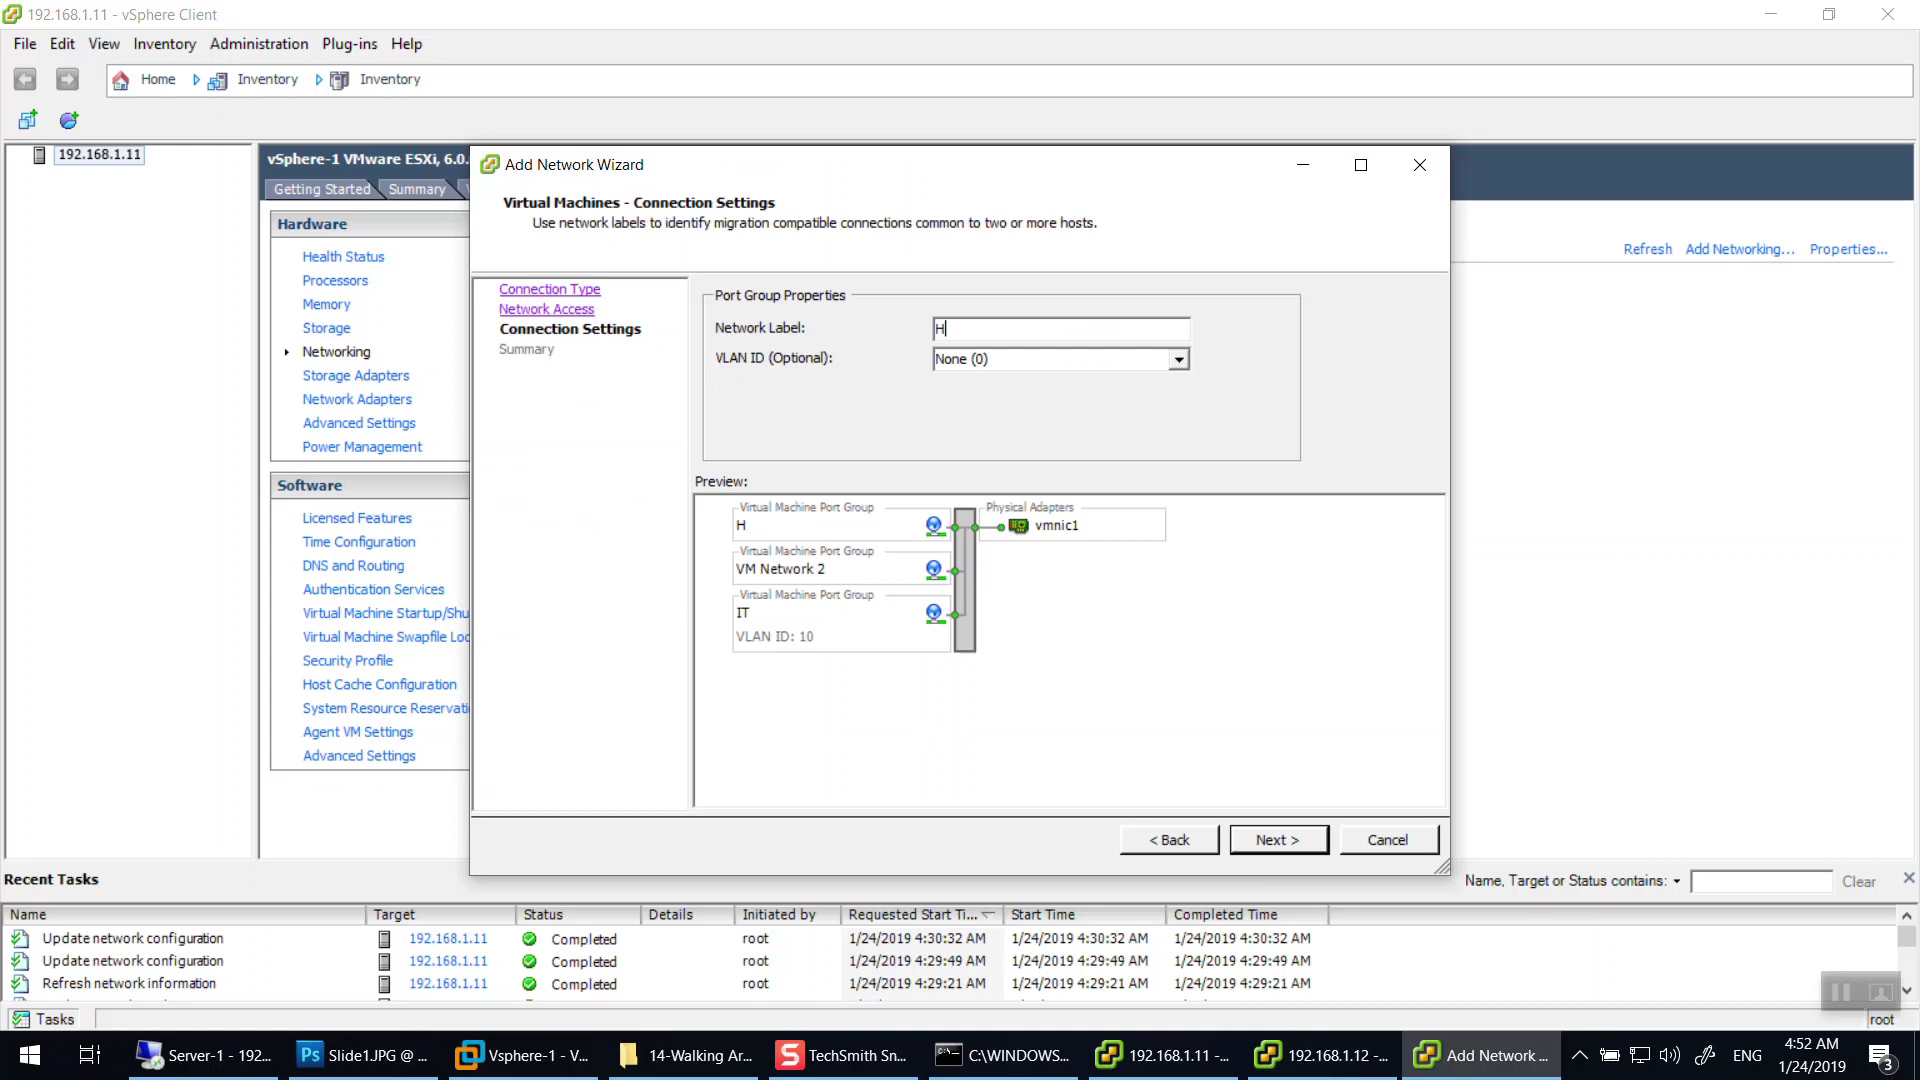 192.168.1.11 - vSphere Client
File Edit View Inventory Administration Plug-ins Help
Home Inventory Inventory
192.168.1.11
vSphere-1 VMware ESXi, 6.0.
Getting Started Summary
Hardware
Health Status
Processors
Memory
Storage
Networking
Storage Adapters
Network Adapters
Advanced Settings
Power Management
Software
Licensed Features
Time Configuration
DNS and Routing
Authentication Services
Virtual Machine Startup/Shu
Virtual Machine Swapfile Loc
Security Profile
Host Cache Configuration
System Resource Reservati
Agent VM Settings
Advanced Settings
Refresh Add Networking... Properties...
Add Network Wizard
Virtual Machines - Connection Settings
Use network labels to identify migration compatible connections common to two or more hosts.
Connection Type
Network Access
Connection Settings
Summary
Port Group Properties
Network Label: H
VLAN ID (Optional): None (0)
Preview:
Virtual Machine Port Group
H
Physical Adapters
vmnic1
Virtual Machine Port Group
VM Network 2
Virtual Machine Port Group
IT
VLAN ID: 10
< Back Next > Cancel
Recent Tasks
Name, Target or Status contains: Clear
Name Target Status Details Initiated by Requested Start Ti... Start Time Completed Time
Update network configuration 192.168.1.11 Completed root 1/24/2019 4:30:32 AM 1/24/2019 4:30:32 AM 1/24/2019 4:30:32 AM
Update network configuration 192.168.1.11 Completed root 1/24/2019 4:29:49 AM 1/24/2019 4:29:49 AM 1/24/2019 4:29:49 AM
Refresh network information 192.168.1.11 Completed root 1/24/2019 4:29:21 AM 1/24/2019 4:29:21 AM 1/24/2019 4:29:21 AM
Tasks root
Server-1 - 192... Ps Slide1.JPG @ ... Vsphere-1 - V... 14-Walking Ar... S TechSmith Sn... C:\WINDOWS... 192.168.1.11 -... 192.168.1.12 -... Add Network ... ENG 4:52 AM
1/24/2019 3